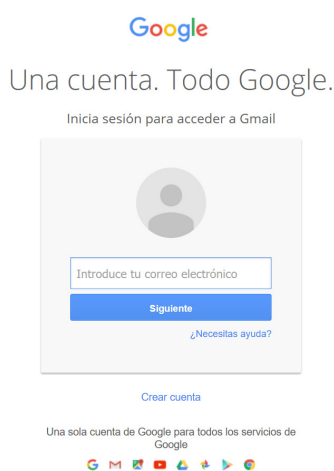 Google
Una cuenta. Todo Google.
Inicia sesión para acceder a Gmail
Introduce tu correo electrónico
Siguiente
¿Necesitas ayuda?
Crear cuenta
Una sola cuenta de Google para todos los servicios de
Google